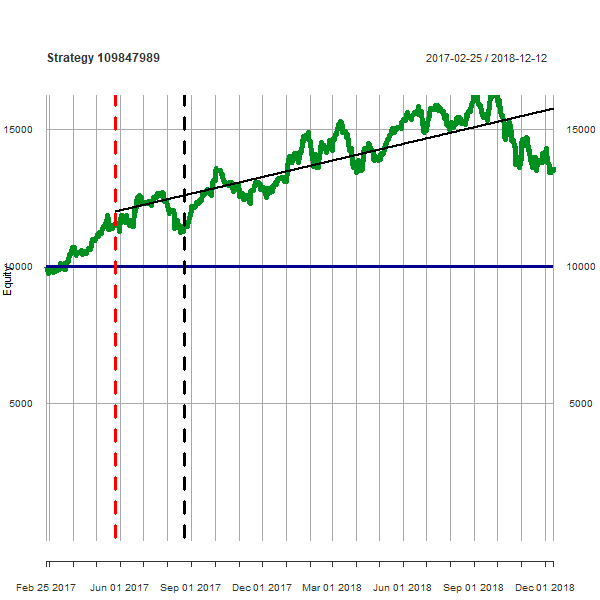 Strategy 109847989
2017-02-25 / 2018-12-12
15000
15000
10000
10000
Equity
5000
5000
Feb 25 2017
Jun 01 2017
Sep 01 2017
Dec 01 2017
Mar 01 2018
Jun 01 2018
Sep 01 2018
Dec 01 2018